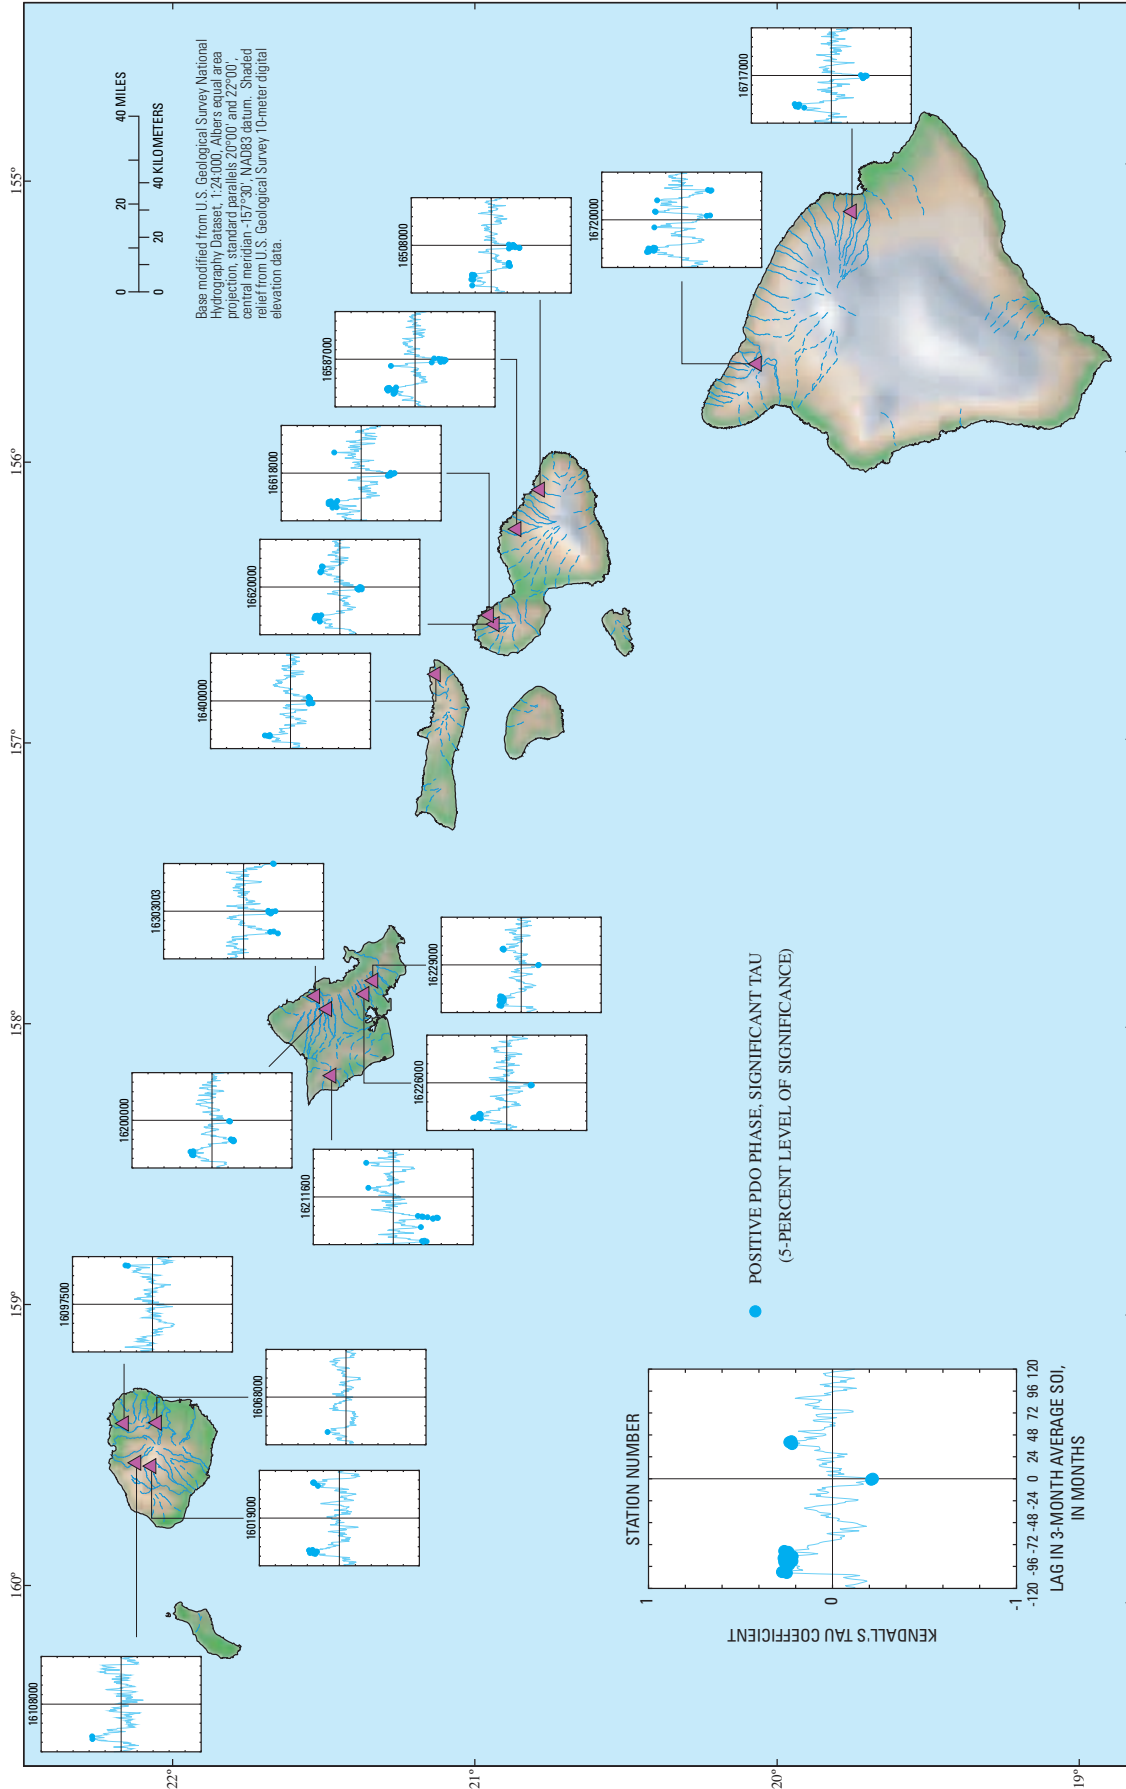 160°
159°
158°
157°
156°
155°
22°
21°
20°
19°
0 20 40 MILES
0 20 40 KILOMETERS
Base modified from U.S. Geological Survey National
Hydrography Dataset, 1:24:000, Albers equal area
projection, standard parallels 20°00' and 22°00',
central meridian -157°30', NAD83 datum. Shaded
relief from U.S. Geological Survey 10-meter digital
elevation data.
16108000
16019000
16068000
16097500
16211600
16200000
16226000
16229000
16303003
16400000
16620000
16618000
16587000
16508000
16720000
16717000
STATION NUMBER
1
0
-1
KENDALL'S TAU COEFFICIENT
-120 -96 -72 -48 -24 0 24 48 72 96 120
LAG IN 3-MONTH AVERAGE SOI,
IN MONTHS
POSITIVE PDO PHASE, SIGNIFICANT TAU
(5-PERCENT LEVEL OF SIGNIFICANCE)